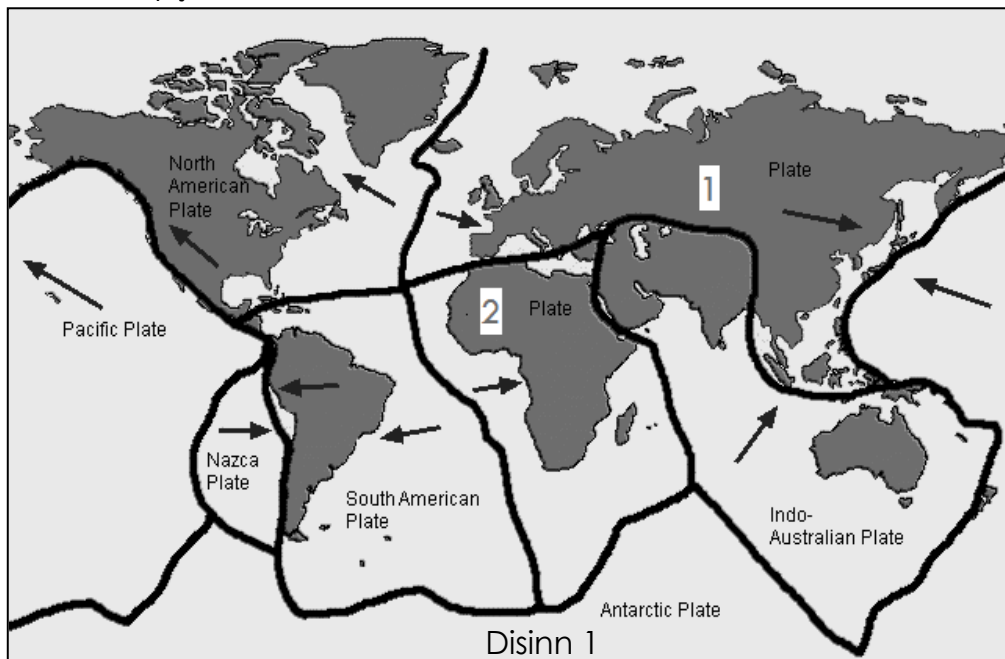 North
American
Plate
1
Plate
2
Plate
Pacific Plate
Nazca
Plate
South American
Plate
Indo-
Australian Plate
Antarctic Plate
Disinn 1